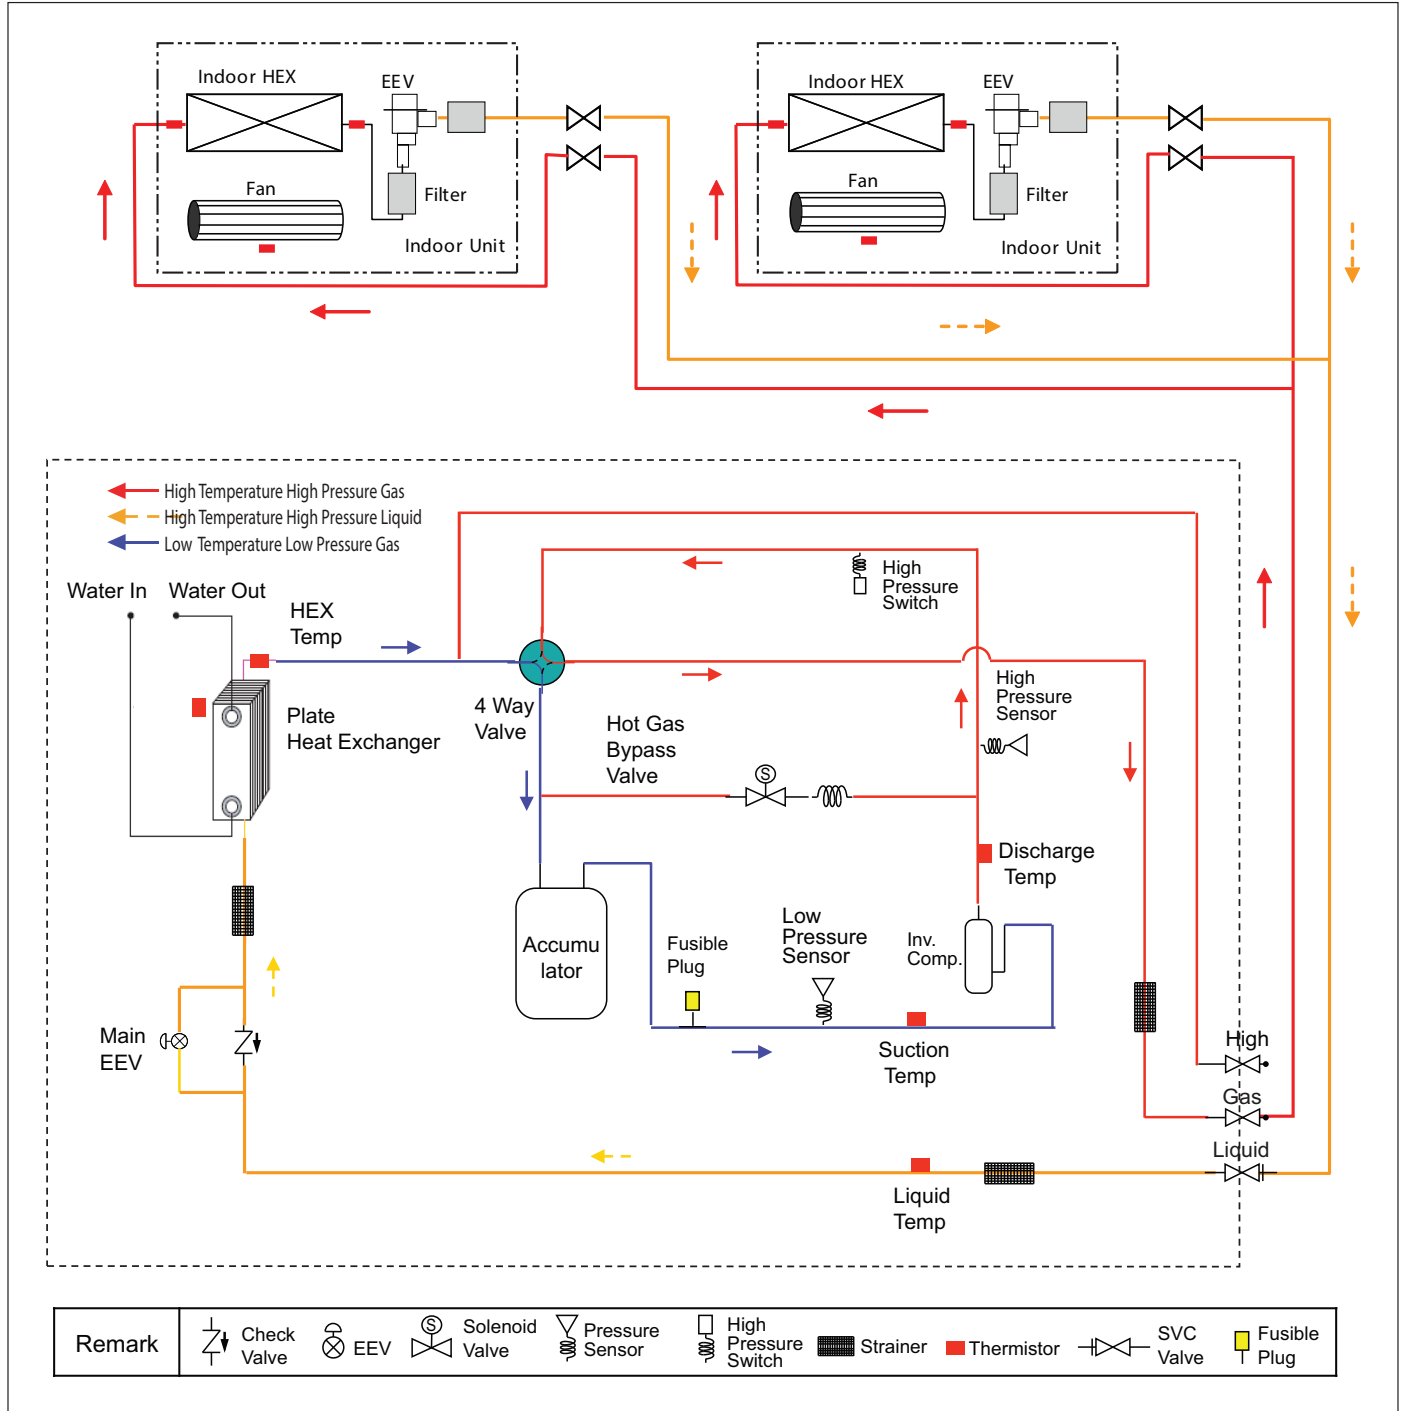 Indoor HEX
EEV
Fan
Filter
Indoor Unit
Indoor HEX
EEV
Fan
Filter
Indoor Unit
High Temperature High Pressure Gas
High Temperature High Pressure Liquid
Low Temperature Low Pressure Gas
Water In
Water Out
HEX
Temp
High
Pressure
Switch
4 Way
Valve
High
Pressure
Sensor
Plate
Heat Exchanger
Hot Gas
Bypass
Valve
S
Discharge
Temp
Accumu
lator
Fusible
Plug
Low
Pressure
Sensor
Inv.
Comp.
Main
EEV
Suction
Temp
High
Gas
Liquid
Liquid
Temp
Remark
Check
Valve
EEV
S
Solenoid
Valve
Pressure
Sensor
High
Pressure
Switch
Strainer
Thermistor
SVC
Valve
Fusible
Plug